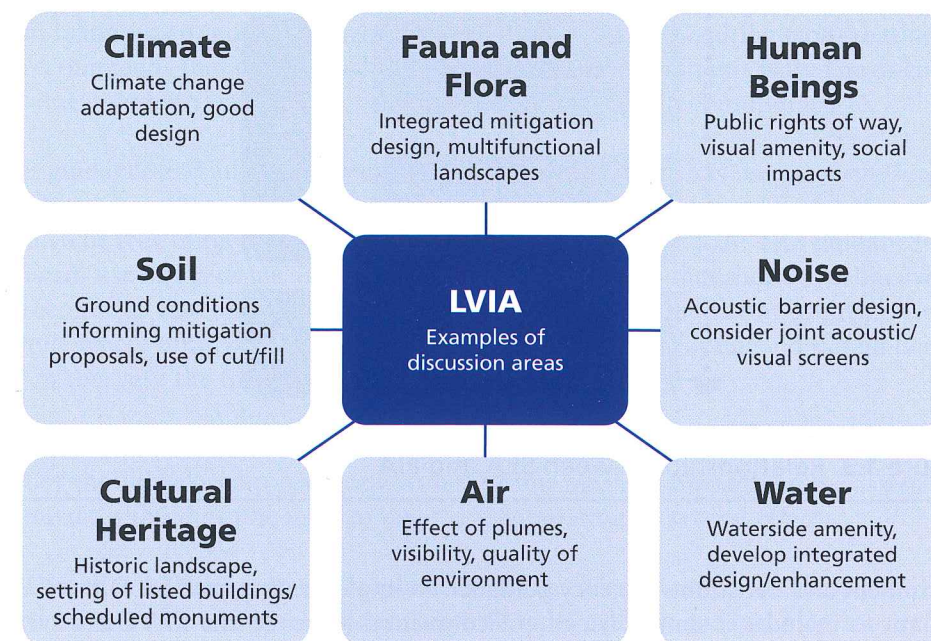 Climate
Climate change
adaptation, good
design
Fauna and
Flora
Integrated mitigation
design, multifunctional
landscapes
Human
Beings
Public rights of way,
visual amenity, social
impacts
Soil
Ground conditions
informing mitigation
proposals, use of cut/fill
LVIA
Examples of
discussion areas
Noise
Acoustic barrier design,
consider joint acoustic/
visual screens
Cultural
Heritage
Historic landscape,
setting of listed buildings/
scheduled monuments
Air
Effect of plumes,
visibility, quality of
environment
Water
Waterside amenity,
develop integrated
design/enhancement